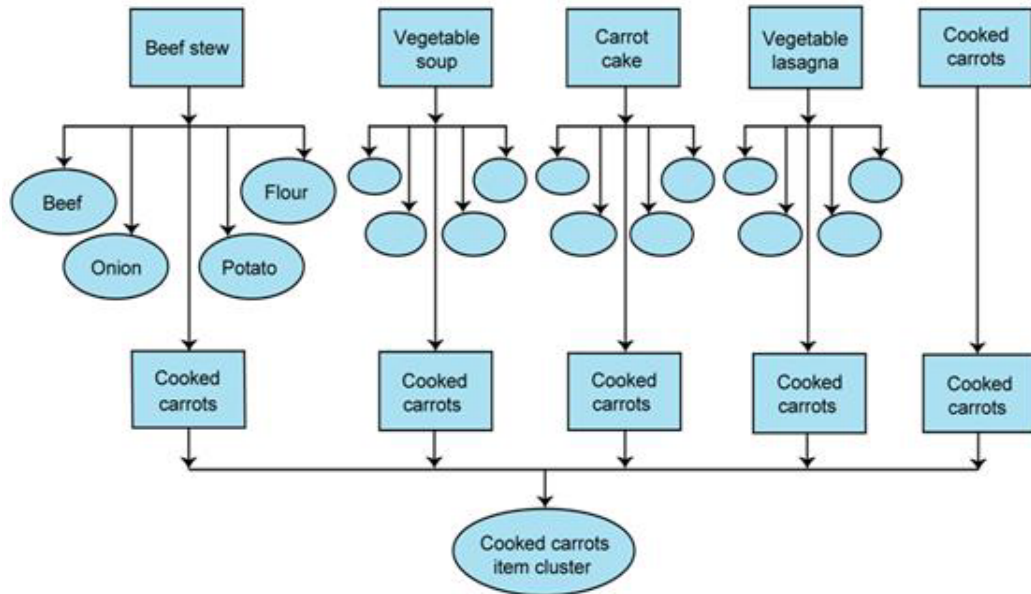 Beef stew
Vegetable
soup
Carrot
cake
Vegetable
lasagna
Cooked
carrots
Beef
Onion
Potato
Flour
Cooked
carrots
Cooked
carrots
Cooked
carrots
Cooked
carrots
Cooked
carrots
Cooked carrots
item cluster